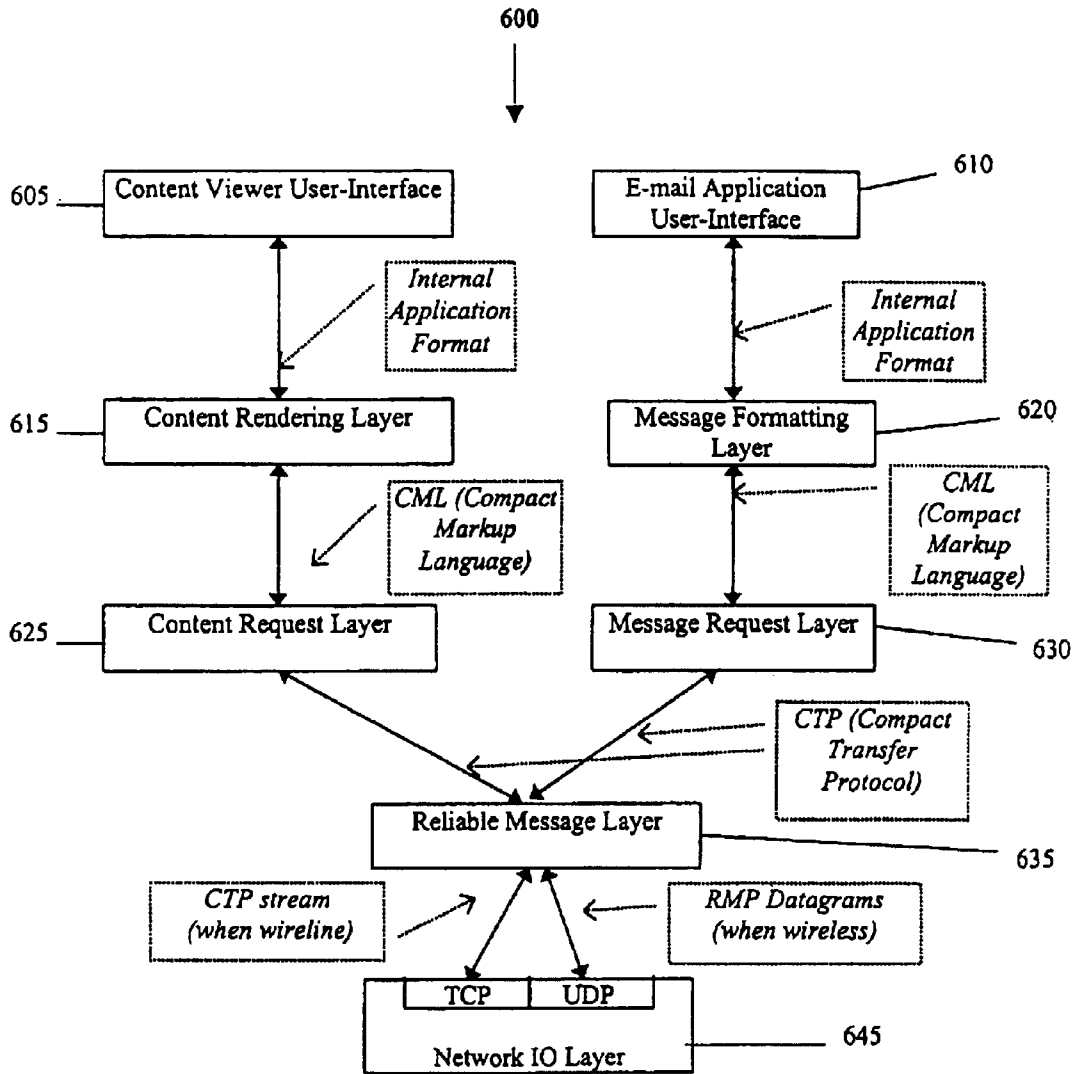 600
605
Content Viewer User-Interface
E-mail Application
User-Interface
610
Internal
Application
Format
Internal
Application
Format
615
Content Rendering Layer
Message Formatting
Layer
620
CML (Compact
Markup
Language)
CML
(Compact
Markup
Language)
625
Content Request Layer
Message Request Layer
630
CTP (Compact
Transfer
Protocol)
Reliable Message Layer
635
CTP stream
(when wireline)
RMP Datagrams
(when wireless)
TCP
UDP
Network IO Layer
645